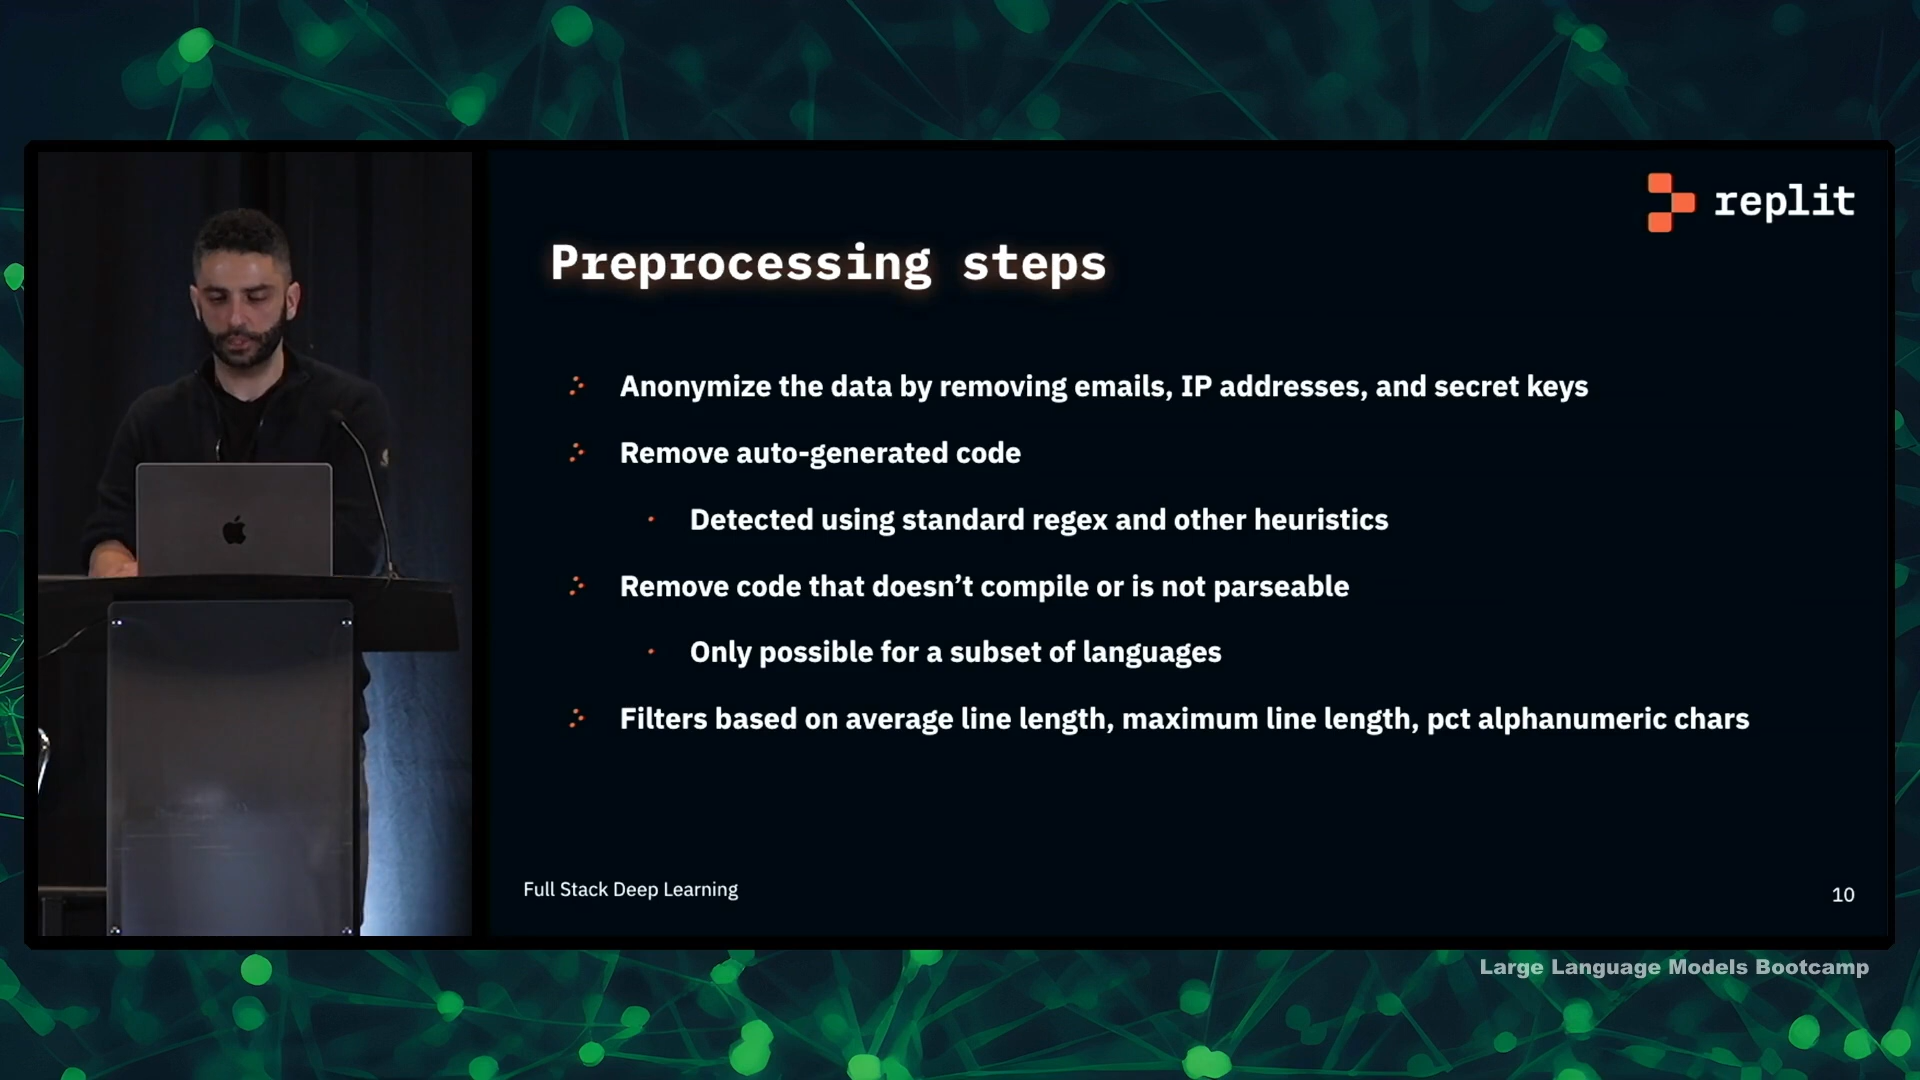 replit
Preprocessing steps
Anonymize the data by removing emails, IP addresses, and secret keys
Remove auto-generated code
Detected using standard regex and other heuristics
Remove code that doesn’t compile or is not parseable
Only possible for a subset of languages
Filters based on average line length, maximum line length, pct alphanumeric chars
Full Stack Deep Learning
10
Large Language Models Bootcamp